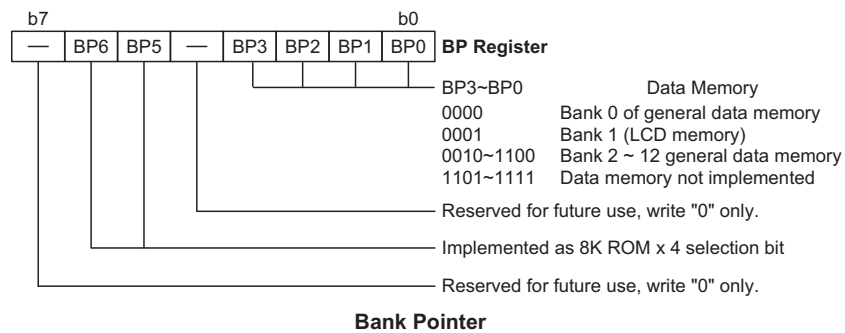 b7 b0
— BP6 BP5 — BP3 BP2 BP1 BP0 BP Register
BP3~BP0 Data Memory
0000 Bank 0 of general data memory
0001 Bank 1 (LCD memory)
0010~1100 Bank 2 ~ 12 general data memory
1101~1111 Data memory not implemented
Reserved for future use, write "0" only.
Implemented as 8K ROM x 4 selection bit
Reserved for future use, write "0" only.
Bank Pointer